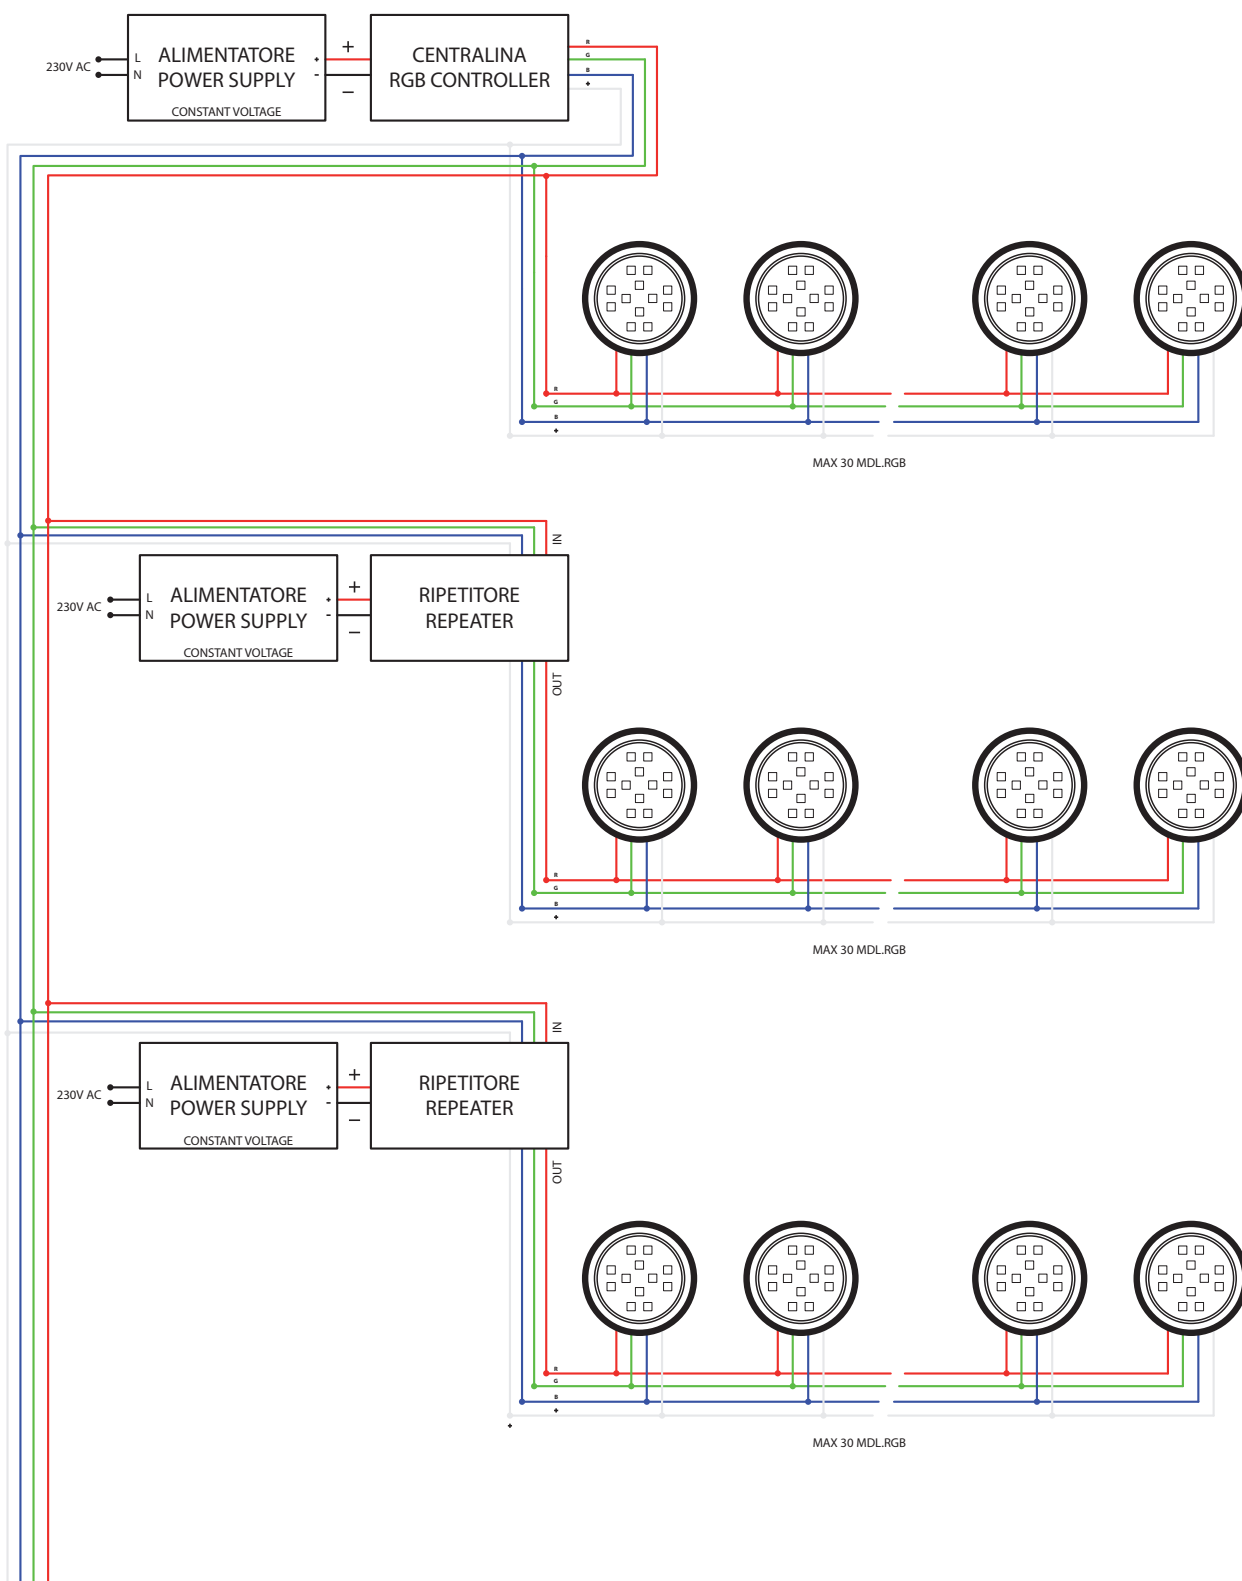 230V AC
L
N
ALIMENTATORE
POWER SUPPLY
CONSTANT VOLTAGE
+
-
+
−
CENTRALINA
RGB CONTROLLER
R
G
B
+
R
G
B
+
MAX 30 MDL.RGB
IN
230V AC
L
N
ALIMENTATORE
POWER SUPPLY
CONSTANT VOLTAGE
+
-
+
−
RIPETITORE
REPEATER
OUT
R
G
B
+
MAX 30 MDL.RGB
IN
230V AC
L
N
ALIMENTATORE
POWER SUPPLY
CONSTANT VOLTAGE
+
-
+
−
RIPETITORE
REPEATER
OUT
R
G
B
+
+
MAX 30 MDL.RGB